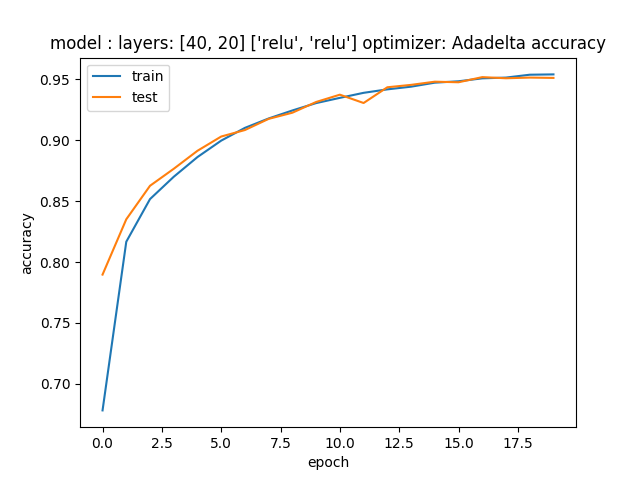 model : layers: [40, 20] ['relu', 'relu'] optimizer: Adadelta accuracy
train
test
accuracy
0.95
0.90
0.85
0.80
0.75
0.70
0.0 2.5 5.0 7.5 10.0 12.5 15.0 17.5
epoch